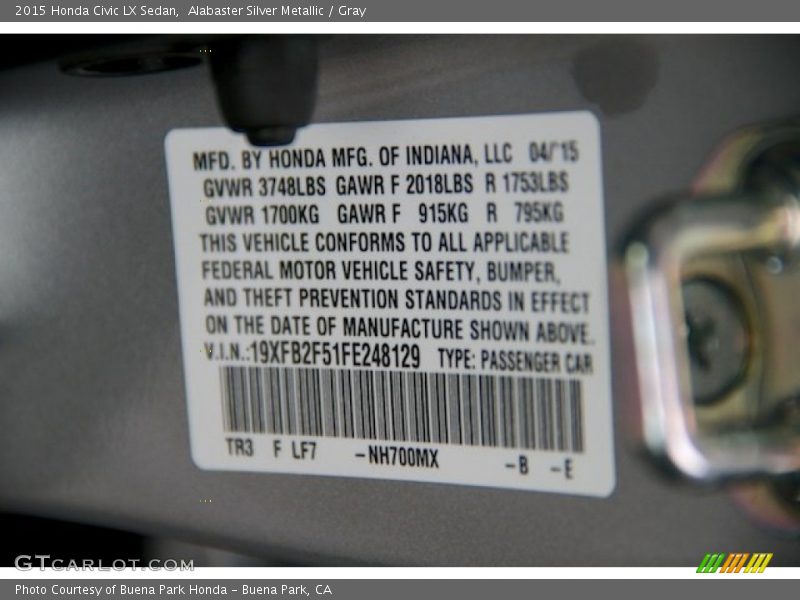 2015 Honda Civic LX Sedan,  Alabaster Silver Metallic / Gray
MFD. BY HONDA MFG. OF INDIANA, LLC 04/15
GVWR 3748LBS GAWR F 2018LBS R 1753LBS
GVWR 1700KG GAWR F 915KG R 795KG
THIS VEHICLE CONFORMS TO ALL APPLICABLE
FEDERAL MOTOR VEHICLE SAFETY, BUMPER,
AND THEFT PREVENTION STANDARDS IN EFFECT
ON THE DATE OF MANUFACTURE SHOWN ABOVE.
V.I.N.:19XFB2F51FE248129 TYPE: PASSENGER CAR
TR3 F LF7 -NH700MX -B -E
GTCARLOT.COM
Photo Courtesy of Buena Park Honda - Buena Park, CA